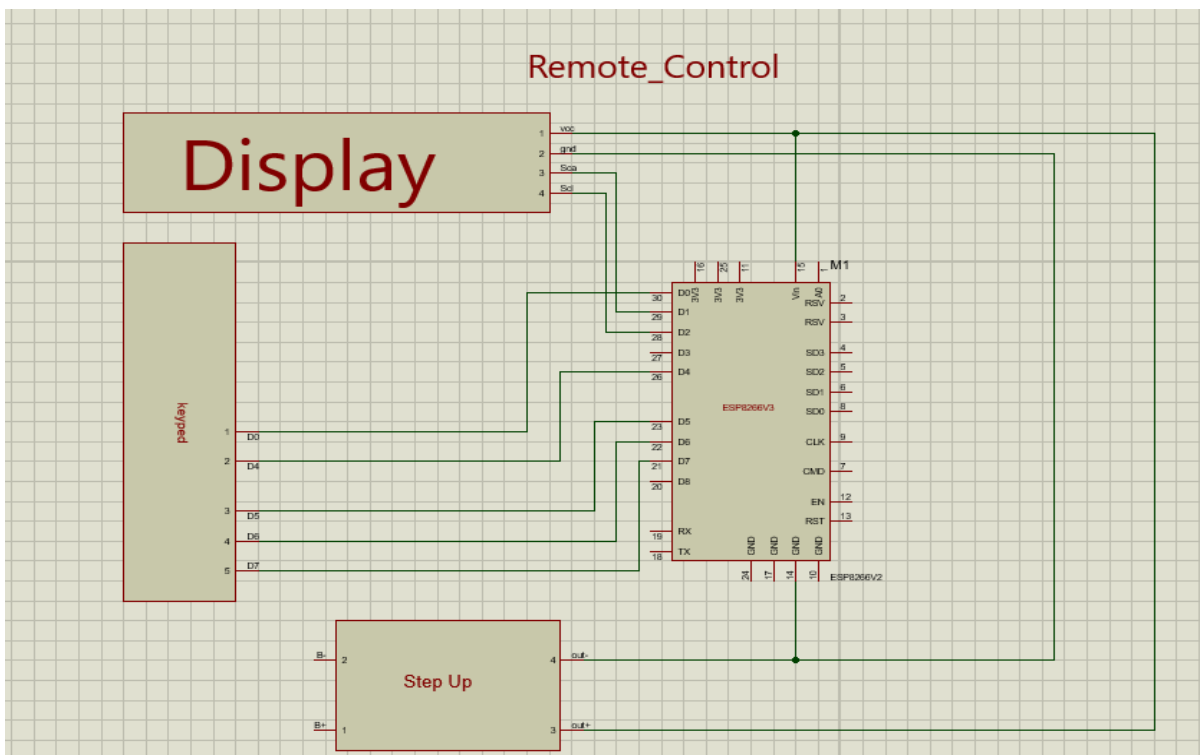 Remote_Control
Display
1 vcc
2 gnd
3 Sca
4 Scl
keyped
1 D0
2 D4
3 D5
4 D6
5 D7
M1
16 3V3
25 3V3
11 3V3
15 Vin
1 A0
30 D0
29 D1
28 D2
27 D3
26 D4
23 D5
22 D6
21 D7
20 D8
19 RX
18 TX
RSV 2
RSV 3
SD3 4
SD2 5
SD1 6
SD0 8
CLK 9
CMD 7
EN 12
RST 13
ESP8266V3
GND 24
GND 17
GND 14
GND 10
ESP8266V2
Step Up
B- 2
B+ 1
4 out-
3 out+